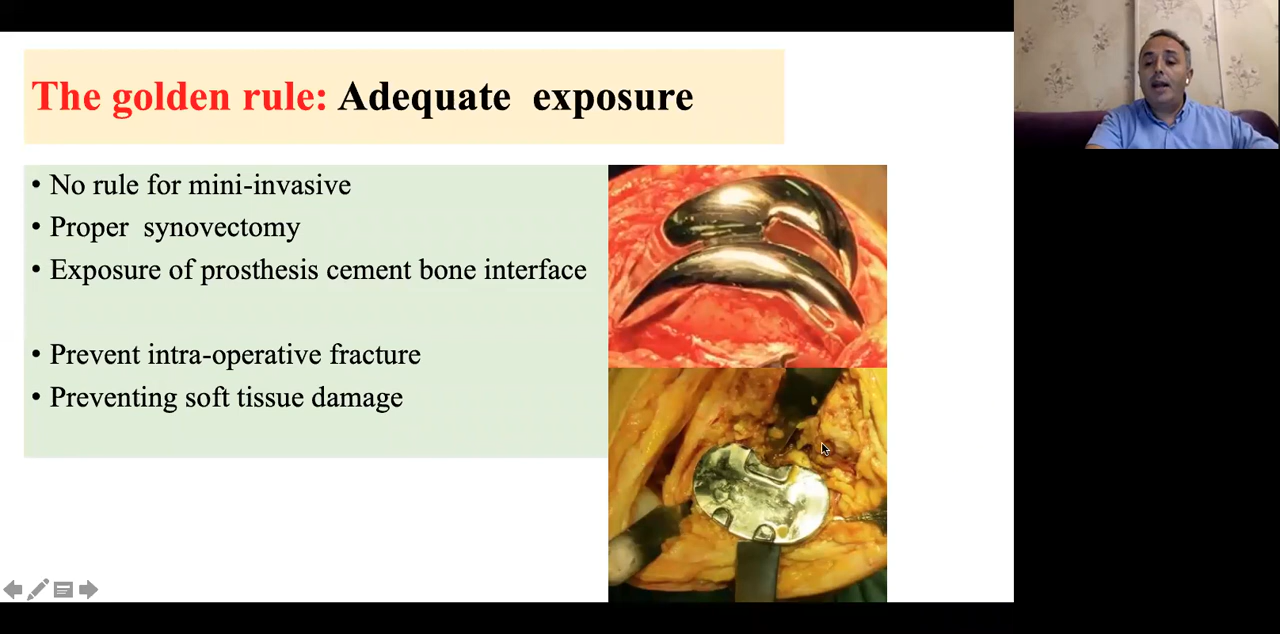 The golden rule: Adequate exposure
• No rule for mini-invasive
• Proper synovectomy
• Exposure of prosthesis cement bone interface
• Prevent intra-operative fracture
• Preventing soft tissue damage